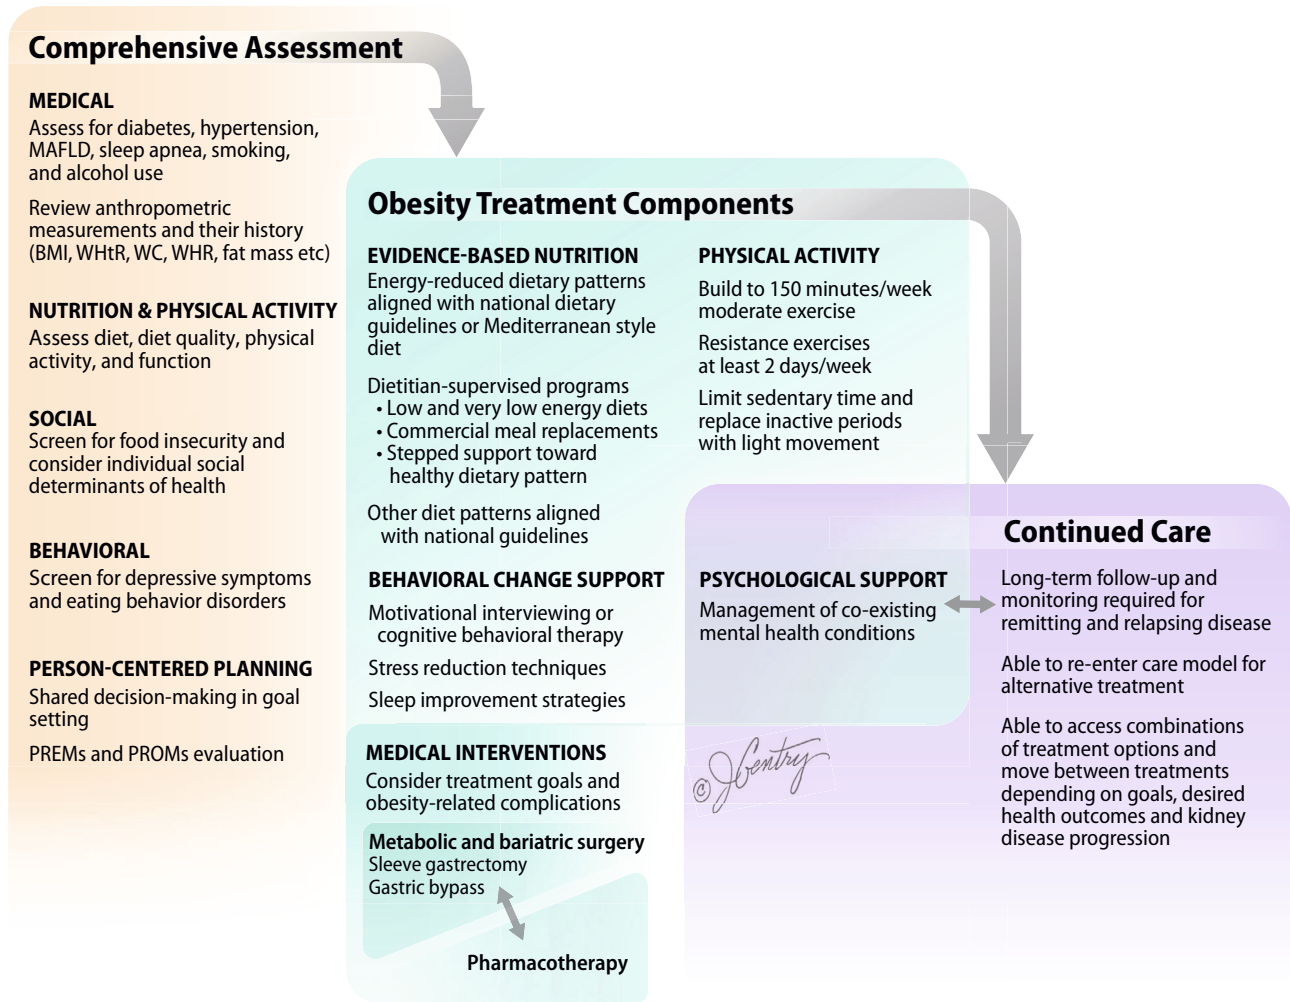 Comprehensive Assessment
MEDICAL
Assess for diabetes, hypertension,
MAFLD, sleep apnea, smoking,
and alcohol use
Review anthropometric
measurements and their history
(BMI, WHtR, WC, WHR, fat mass etc)
NUTRITION & PHYSICAL ACTIVITY
Assess diet, diet quality, physical
activity, and function
SOCIAL
Screen for food insecurity and
consider individual social
determinants of health
BEHAVIORAL
Screen for depressive symptoms
and eating behavior disorders
PERSON-CENTERED PLANNING
Shared decision-making in goal
setting
PREMs and PROMs evaluation
Obesity Treatment Components
EVIDENCE-BASED NUTRITION
Energy-reduced dietary patterns
aligned with national dietary
guidelines or Mediterranean style
diet
Dietitian-supervised programs
• Low and very low energy diets
• Commercial meal replacements
• Stepped support toward
healthy dietary pattern
Other diet patterns aligned
with national guidelines
BEHAVIORAL CHANGE SUPPORT
Motivational interviewing or
cognitive behavioral therapy
Stress reduction techniques
Sleep improvement strategies
MEDICAL INTERVENTIONS
Consider treatment goals and
obesity-related complications
Metabolic and bariatric surgery
Sleeve gastrectomy
Gastric bypass
Pharmacotherapy
PHYSICAL ACTIVITY
Build to 150 minutes/week
moderate exercise
Resistance exercises
at least 2 days/week
Limit sedentary time and
replace inactive periods
with light movement
PSYCHOLOGICAL SUPPORT
Management of co-existing
mental health conditions
© JGentry
Continued Care
Long-term follow-up and
monitoring required for
remitting and relapsing disease
Able to re-enter care model for
alternative treatment
Able to access combinations
of treatment options and
move between treatments
depending on goals, desired
health outcomes and kidney
disease progression